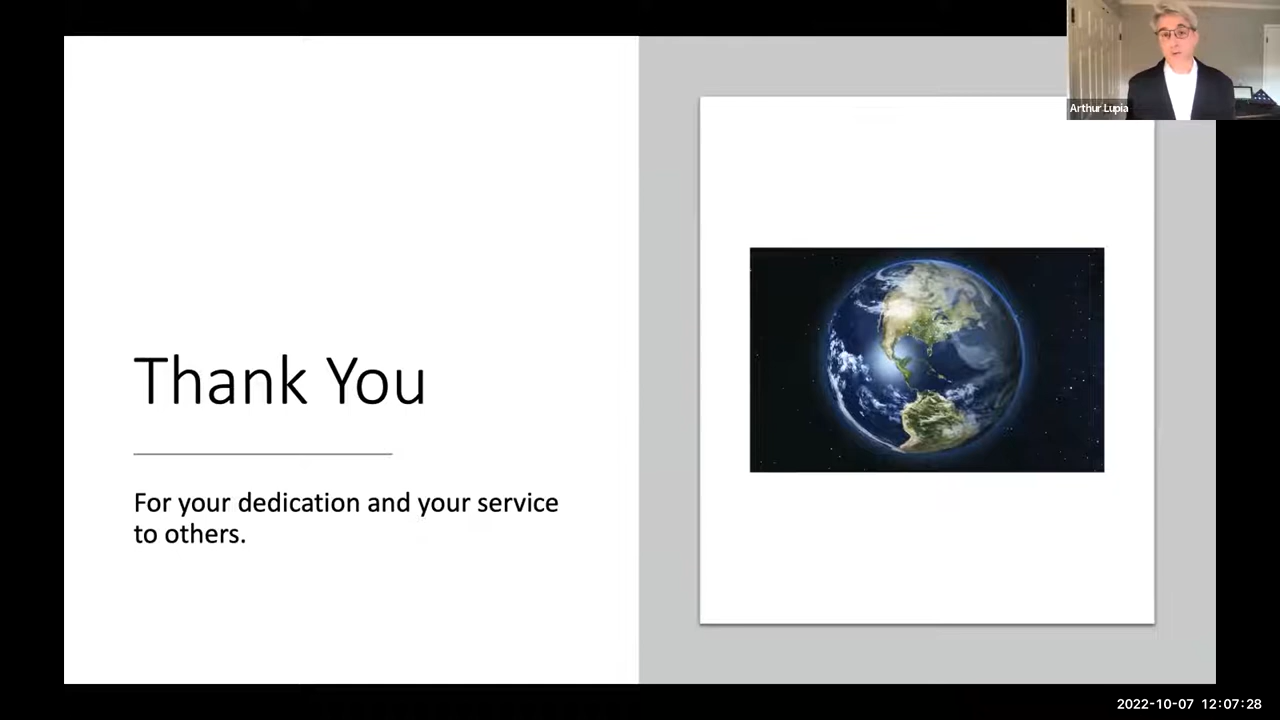 Arthur Lupia
Thank You
For your dedication and your service
to others.
2022-10-07 12:07:28